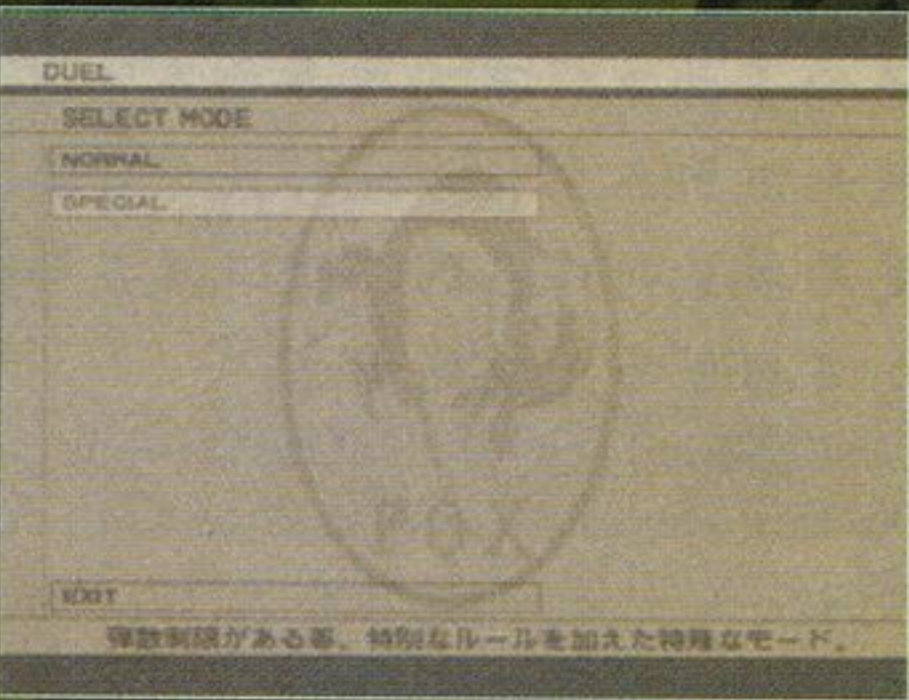 DUEL
SELECT MODE
NORMAL
SPECIAL
FOX
EXIT
弾数制限がある等、特別なルールを加えた特殊なモード。